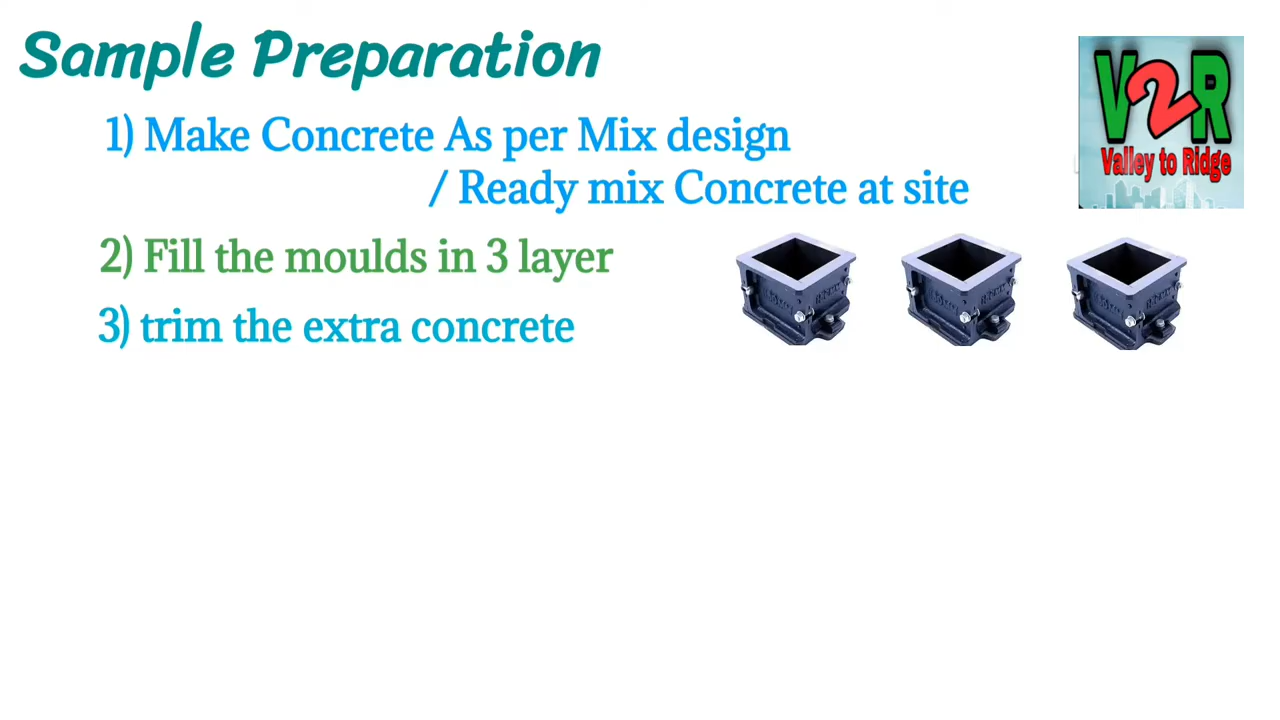 Sample Preparation
1) Make Concrete As per Mix design
/ Ready mix Concrete at site
2) Fill the moulds in 3 layer
3) trim the extra concrete
V2R
Valley to Ridge